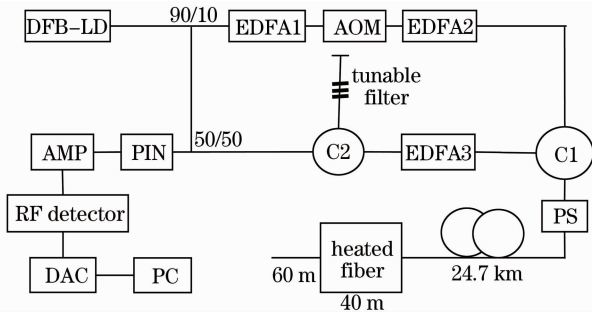 DFB-LD
90/10
EDFA1
AOM
EDFA2
tunable
filter
AMP
PIN
50/50
C2
EDFA3
C1
RF detector
PS
heated
fiber
60 m
24.7 km
DAC
PC
40 m